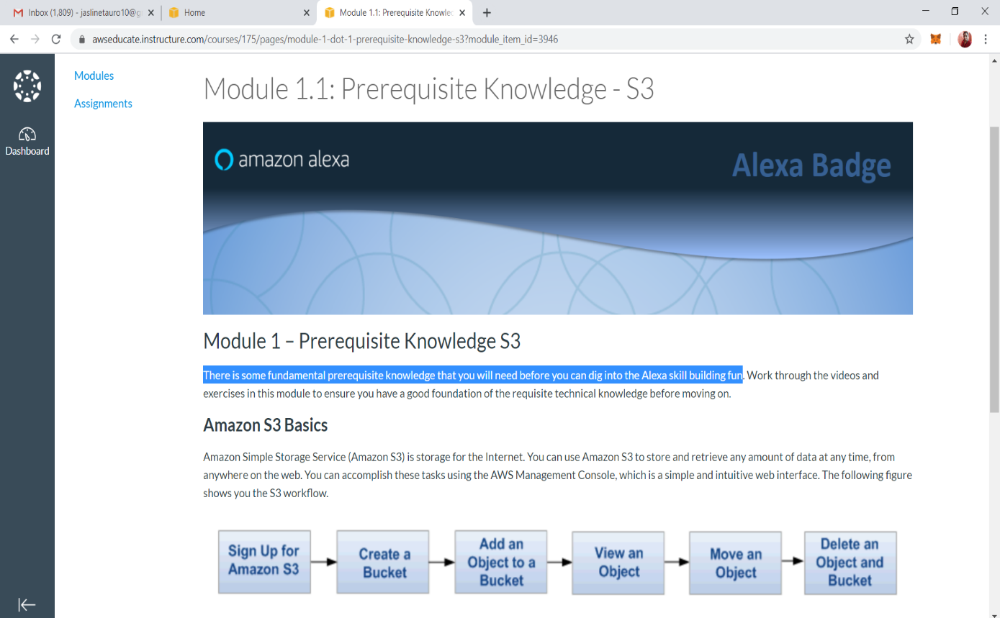 Inbox (1,809) - jaslinetauro10@g
Home
Module 1.1: Prerequisite Knowled
awseducate.instructure.com/courses/175/pages/module-1-dot-1-prerequisite-knowledge-s3?module_item_id=3946
Dashboard
Modules
Assignments
Module 1.1: Prerequisite Knowledge - S3
amazon alexa
Alexa Badge
Module 1 – Prerequisite Knowledge S3
There is some fundamental prerequisite knowledge that you will need before you can dig into the Alexa skill building fun. Work through the videos and
exercises in this module to ensure you have a good foundation of the requisite technical knowledge before moving on.
Amazon S3 Basics
Amazon Simple Storage Service (Amazon S3) is storage for the Internet. You can use Amazon S3 to store and retrieve any amount of data at any time, from
anywhere on the web. You can accomplish these tasks using the AWS Management Console, which is a simple and intuitive web interface. The following figure
shows you the S3 workflow.
Sign Up for
Amazon S3
Create a
Bucket
Add an
Object to a
Bucket
View an
Object
Move an
Object
Delete an
Object and
Bucket